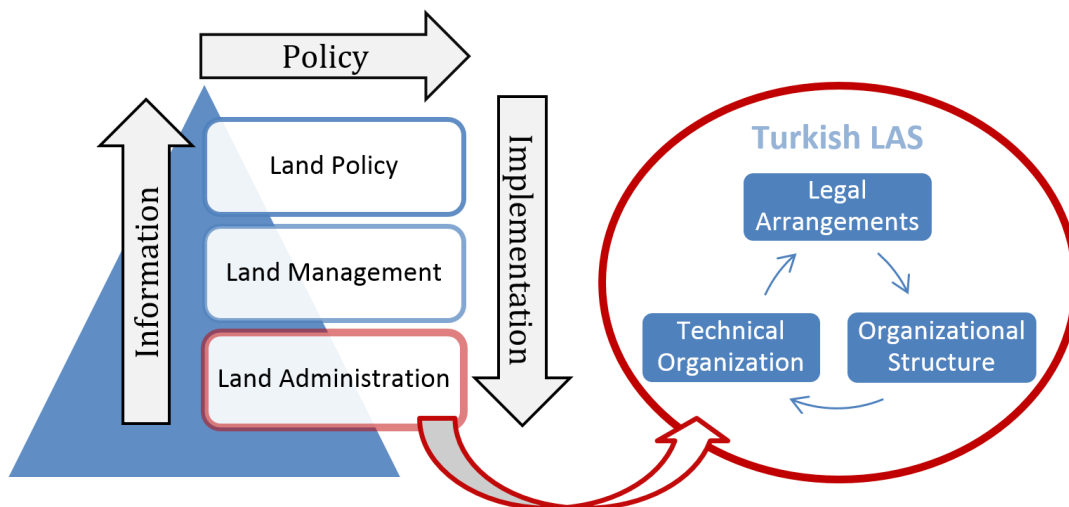 Policy
Information
Land Policy
Land Management
Land Administration
Implementation
Turkish LAS
Legal
Arrangements
Technical
Organization
Organizational
Structure